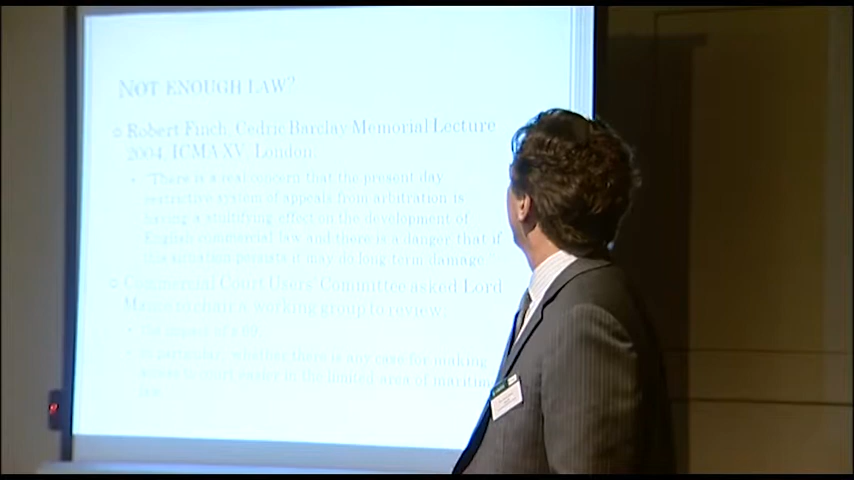 NOT ENOUGH LAW?
Robert Finch, Cedric Barclay Memorial Lecture
2004, ICMA XV, London:
"There is a real concern that the present day
restrictive system of appeals from arbitration is
having a stultifying effect on the development of
English commercial law and there is a danger that if
this situation persists it may do long-term damage."
Commercial Court Users' Committee asked Lord
working group to review:
In particular, whether there is any case for making
easier in the limited area of maritim
law